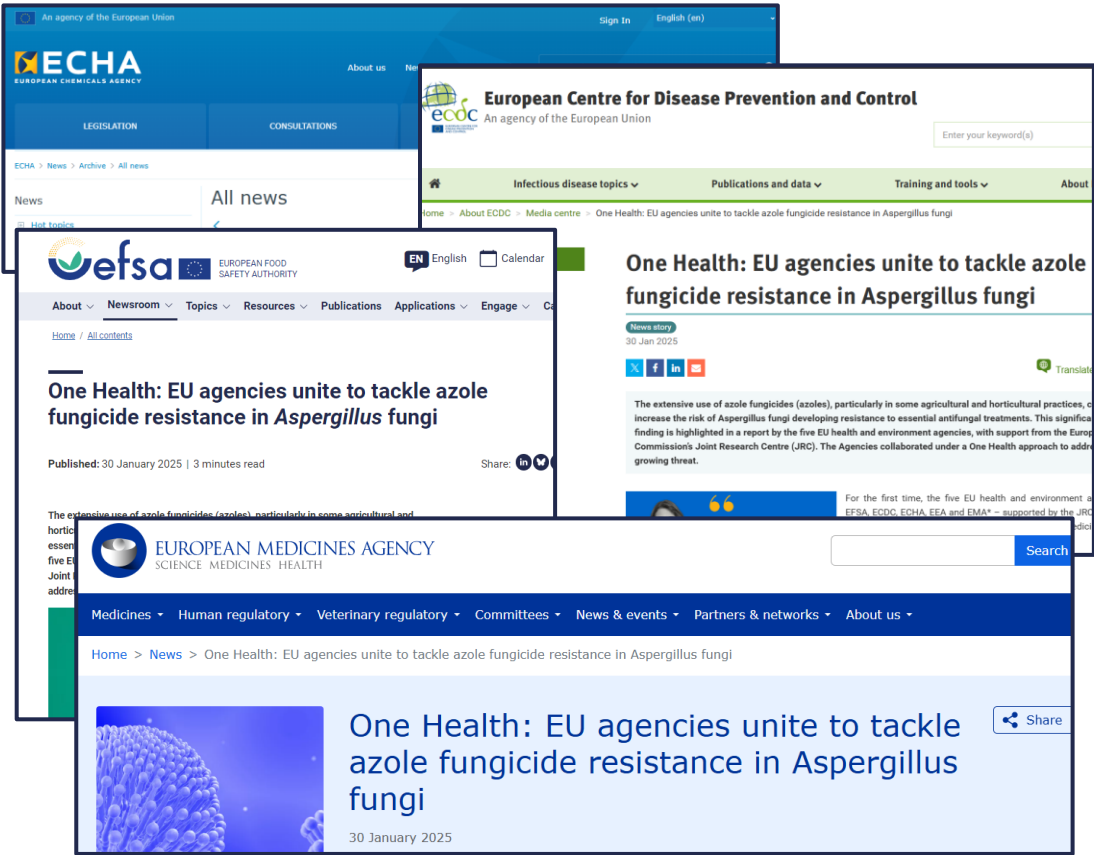 An agency of the European Union
Sign In
English (en)
ECHA
EUROPEAN CHEMICALS AGENCY
About us
LEGISLATION
CONSULTATIONS
ECHA > News > Archive > All news
News
All news
Hot topics
ecdc
European Centre for Disease Prevention and Control
An agency of the European Union
Enter your keyword(s)
Infectious disease topics
Publications and data
Training and tools
About
Home > About ECDC > Media centre > One Health: EU agencies unite to tackle azole fungicide resistance in Aspergillus fungi
One Health: EU agencies unite to tackle azole
fungicide resistance in Aspergillus fungi
News story
30 Jan 2025
Translate
The extensive use of azole fungicides (azoles), particularly in some agricultural and horticultural practices,
increase the risk of Aspergillus fungi developing resistance to essential antifungal treatments. This
finding is highlighted in a report by the five EU health and environment agencies, with support from the
Commission's Joint Research Centre (JRC). The Agencies collaborated under a One Health approach to
growing threat.
For the first time, the five EU health and environment
EFSA, ECDC, ECHA, EEA and EMA* – supported by the JRC
efsa
EUROPEAN FOOD
SAFETY AUTHORITY
EN English
Calendar
About
Newsroom
Topics
Resources
Publications
Applications
Engage
Home / All contents
One Health: EU agencies unite to tackle azole
fungicide resistance in Aspergillus fungi
Published: 30 January 2025 | 3 minutes read
Share:
The extensive use of azole fungicides (azoles), particularly in some agricultural and
five
Joint
EUROPEAN MEDICINES AGENCY
SCIENCE MEDICINES HEALTH
Search
Medicines
Human regulatory
Veterinary regulatory
Committees
News & events
Partners & networks
About us
Home > News > One Health: EU agencies unite to tackle azole fungicide resistance in Aspergillus fungi
One Health: EU agencies unite to tackle
azole fungicide resistance in Aspergillus
fungi
Share
30 January 2025